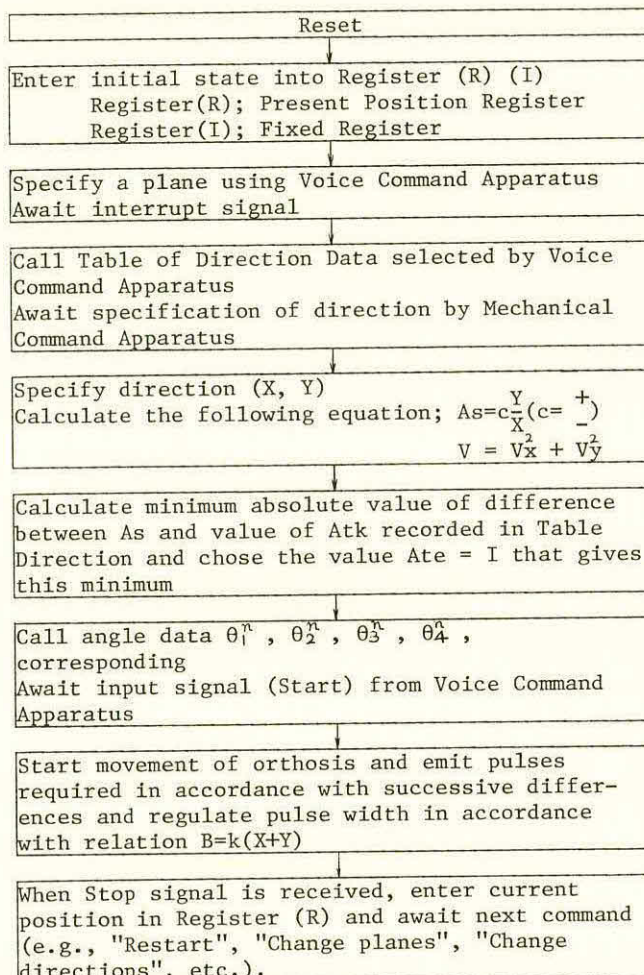 Reset
Enter initial state into Register (R) (I)
Register(R); Present Position Register
Register(I); Fixed Register
Specify a plane using Voice Command Apparatus
Await interrupt signal
Call Table of Direction Data selected by Voice
Command Apparatus
Await specification of direction by Mechanical
Command Apparatus
Specify direction (X, Y)
Calculate the following equation; As=c Y/X (c= +/-)
V = Vx² + Vy²
Calculate minimum absolute value of difference
between As and value of Atk recorded in Table
Direction and chose the value Ate = I that gives
this minimum
Call angle data θ₁ⁿ , θ₂ⁿ , θ₃ⁿ , θ₄ⁿ ,
corresponding
Await input signal (Start) from Voice Command
Apparatus
Start movement of orthosis and emit pulses
required in accordance with successive differ-
ences and regulate pulse width in accordance
with relation B=k(X+Y)
When Stop signal is received, enter current
position in Register (R) and await next command
(e.g., "Restart", "Change planes", "Change
directions", etc.).